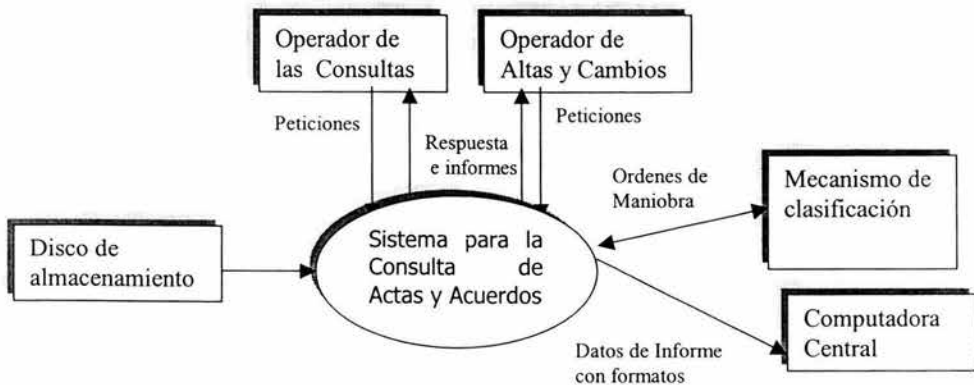 Operador de
las Consultas
Operador de
Altas y Cambios
Peticiones
Peticiones
Respuesta
e informes
Ordenes de
Maniobra
Mecanismo de
clasificación
Disco de
almacenamiento
Sistema para la
Consulta de
Actas y Acuerdos
Datos de Informe
con formatos
Computadora
Central